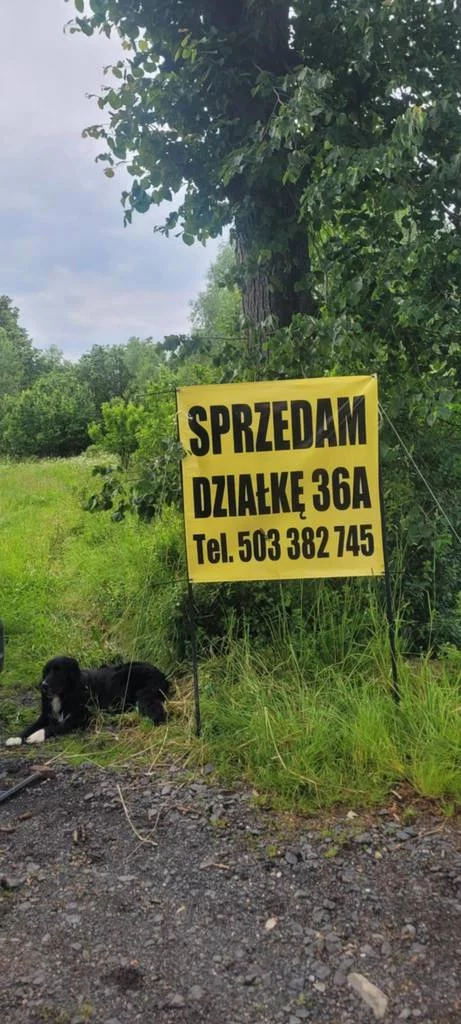 SPRZEDAM
DZIAŁKĘ 36A
Tel. 503 382 745